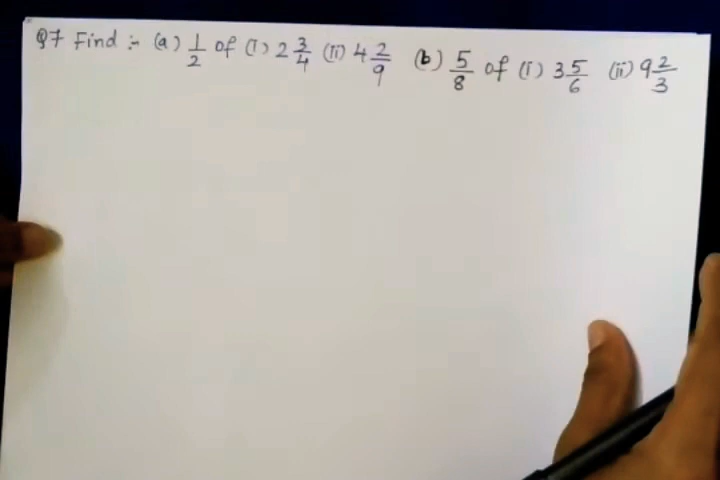 Q7 Find :- (a) 1/2 of (i) 2 3/4 (ii) 4 2/9 (b) 5/8 of (i) 3 5/6 (ii) 9 2/3